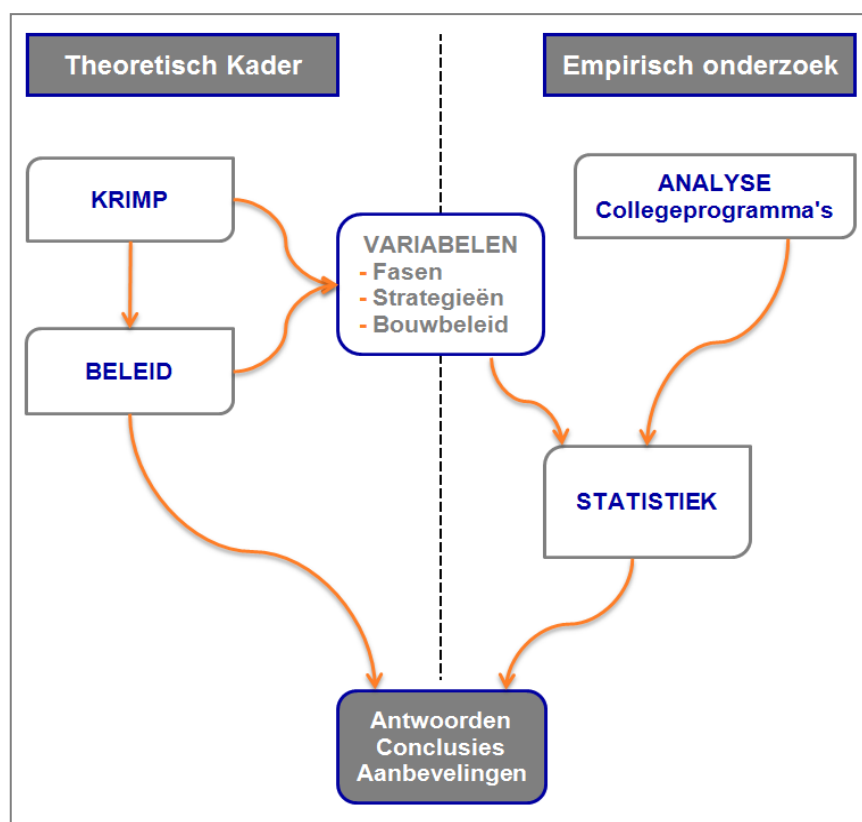 Theoretisch Kader
Empirisch onderzoek
KRIMP
BELEID
VARIABELEN
- Fasen
- Strategieën
- Bouwbeleid
ANALYSE
Collegeprogramma's
STATISTIEK
Antwoorden
Conclusies
Aanbevelingen